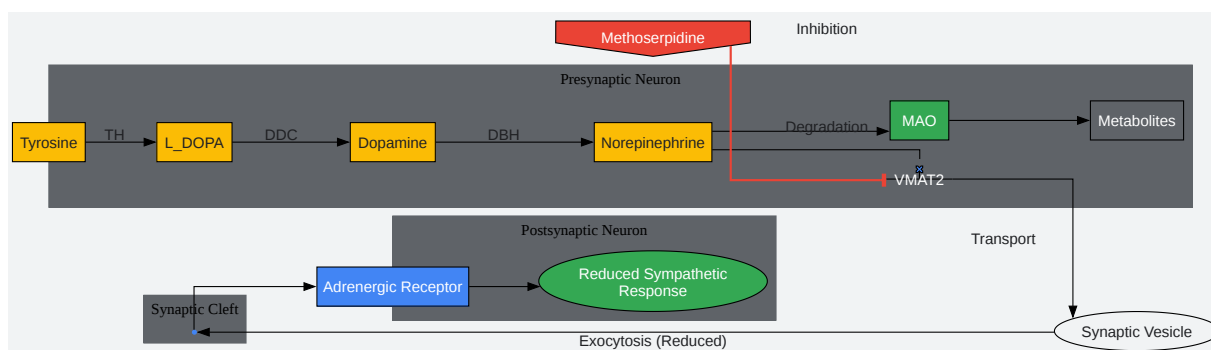 Methoserpidine
Inhibition
Presynaptic Neuron
Tyrosine
TH
L_DOPA
DDC
Dopamine
DBH
Norepinephrine
Degradation
MAO
Metabolites
VMAT2
Transport
Postsynaptic Neuron
Adrenergic Receptor
Reduced Sympathetic
Response
Synaptic Cleft
Exocytosis (Reduced)
Synaptic Vesicle